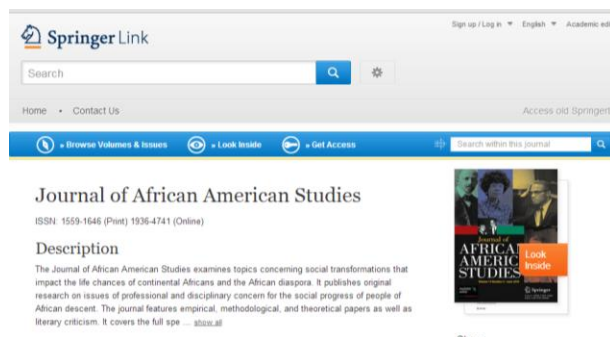 Sign up / Log in English Academic edi
Springer Link
Search
Home • Contact Us Access old Springerl
» Browse Volumes & Issues » Look Inside » Get Access Search within this journal
Journal of African American Studies
ISSN: 1559-1646 (Print) 1936-4741 (Online)
Description
The Journal of African American Studies examines topics concerning social transformations that
impact the life chances of continental Africans and the African diaspora. It publishes original
research on issues of professional and disciplinary concern for the social progress of people of
African descent. The journal features empirical, methodological, and theoretical papers as well as
literary criticism. It covers the full spe ... show all
Journal of
AFRICA
AMERIC
STUDIES
Springer
Look
Inside